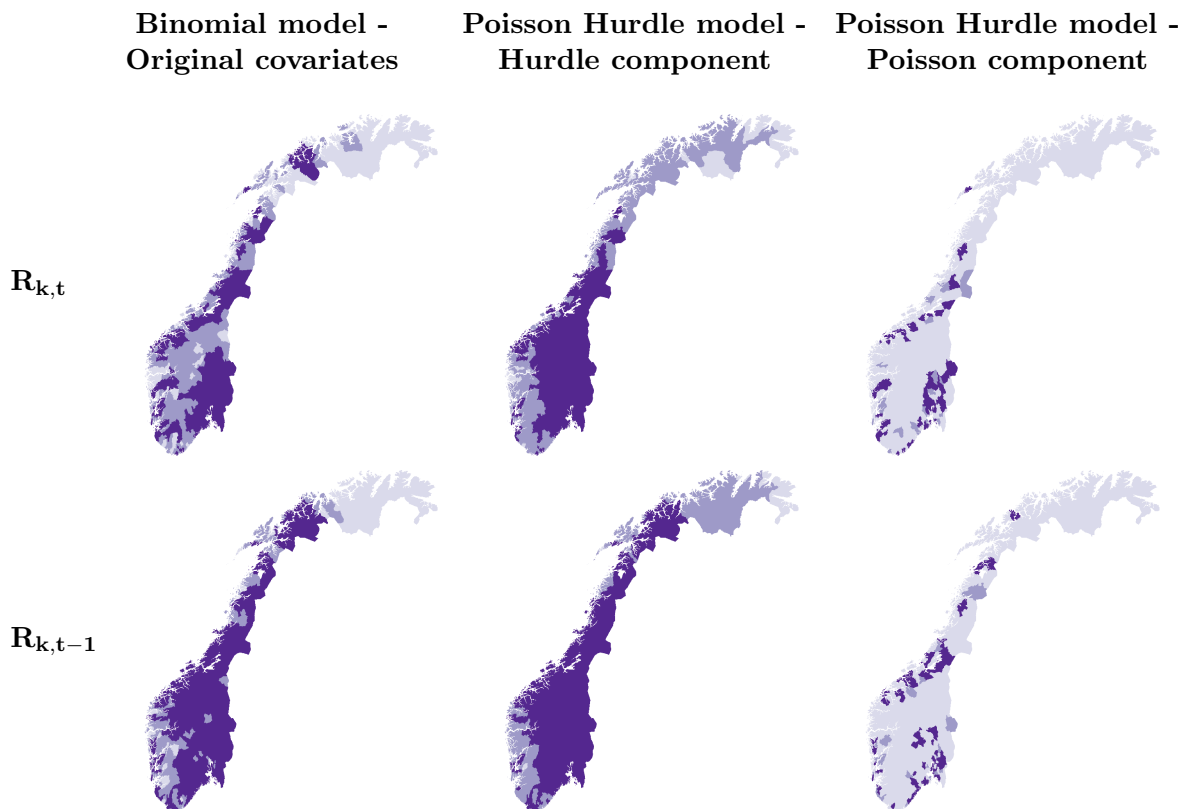 Binomial model -
Original covariates
Poisson Hurdle model -
Hurdle component
Poisson Hurdle model -
Poisson component
R_{k,t}
R_{k,t−1}